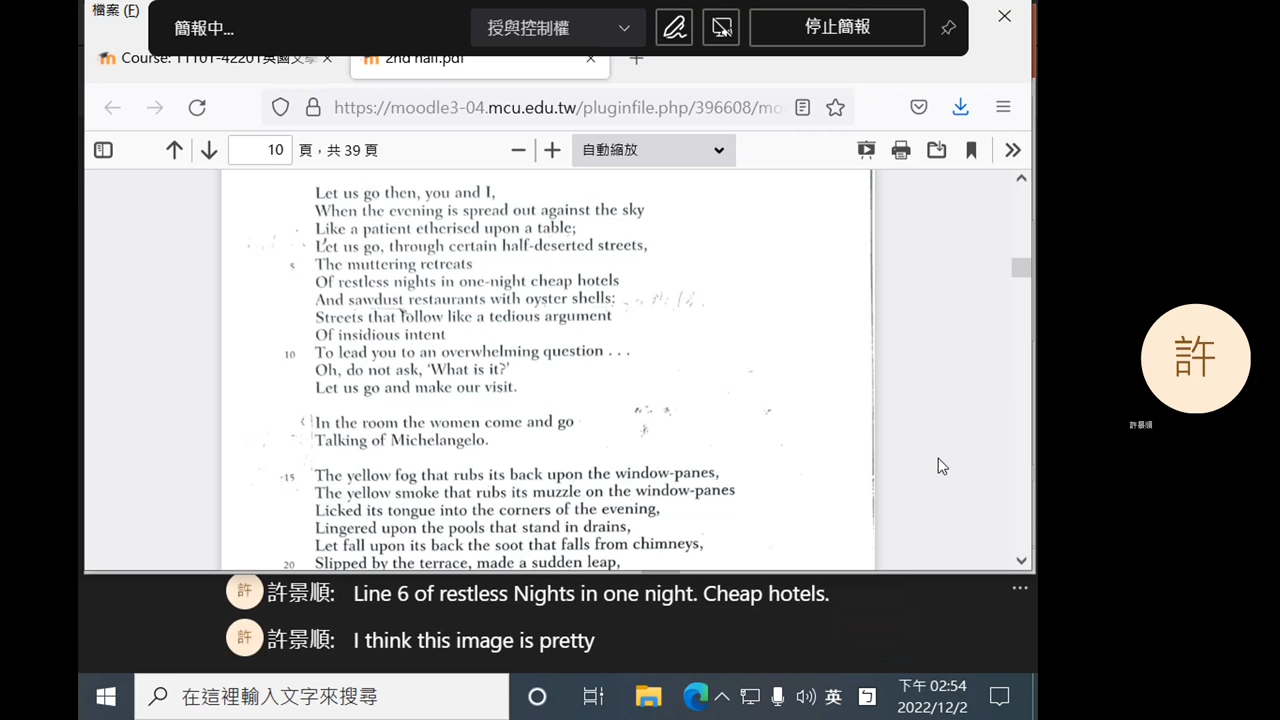 檔案 (F)
簡報中...
授與控制權
停止簡報
Course: 11101-42201英國文學
2nd half.pdf
https://moodle3-04.mcu.edu.tw/pluginfile.php/396608/mo
10 頁，共 39 頁
自動縮放
Let us go then, you and I,
When the evening is spread out against the sky
Like a patient etherised upon a table;
Let us go, through certain half-deserted streets,
5 The muttering retreats
Of restless nights in one-night cheap hotels
And sawdust restaurants with oyster shells:
Streets that follow like a tedious argument
Of insidious intent
10 To lead you to an overwhelming question . . .
Oh, do not ask, 'What is it?'
Let us go and make our visit.
In the room the women come and go
Talking of Michelangelo.
15 The yellow fog that rubs its back upon the window-panes,
The yellow smoke that rubs its muzzle on the window-panes
Licked its tongue into the corners of the evening,
Lingered upon the pools that stand in drains,
Let fall upon its back the soot that falls from chimneys,
20 Slipped by the terrace, made a sudden leap,
許
許景順
許 許景順: Line 6 of restless Nights in one night. Cheap hotels.
許 許景順: I think this image is pretty
在這裡輸入文字來搜尋
英
ㄅ
下午 02:54
2022/12/2